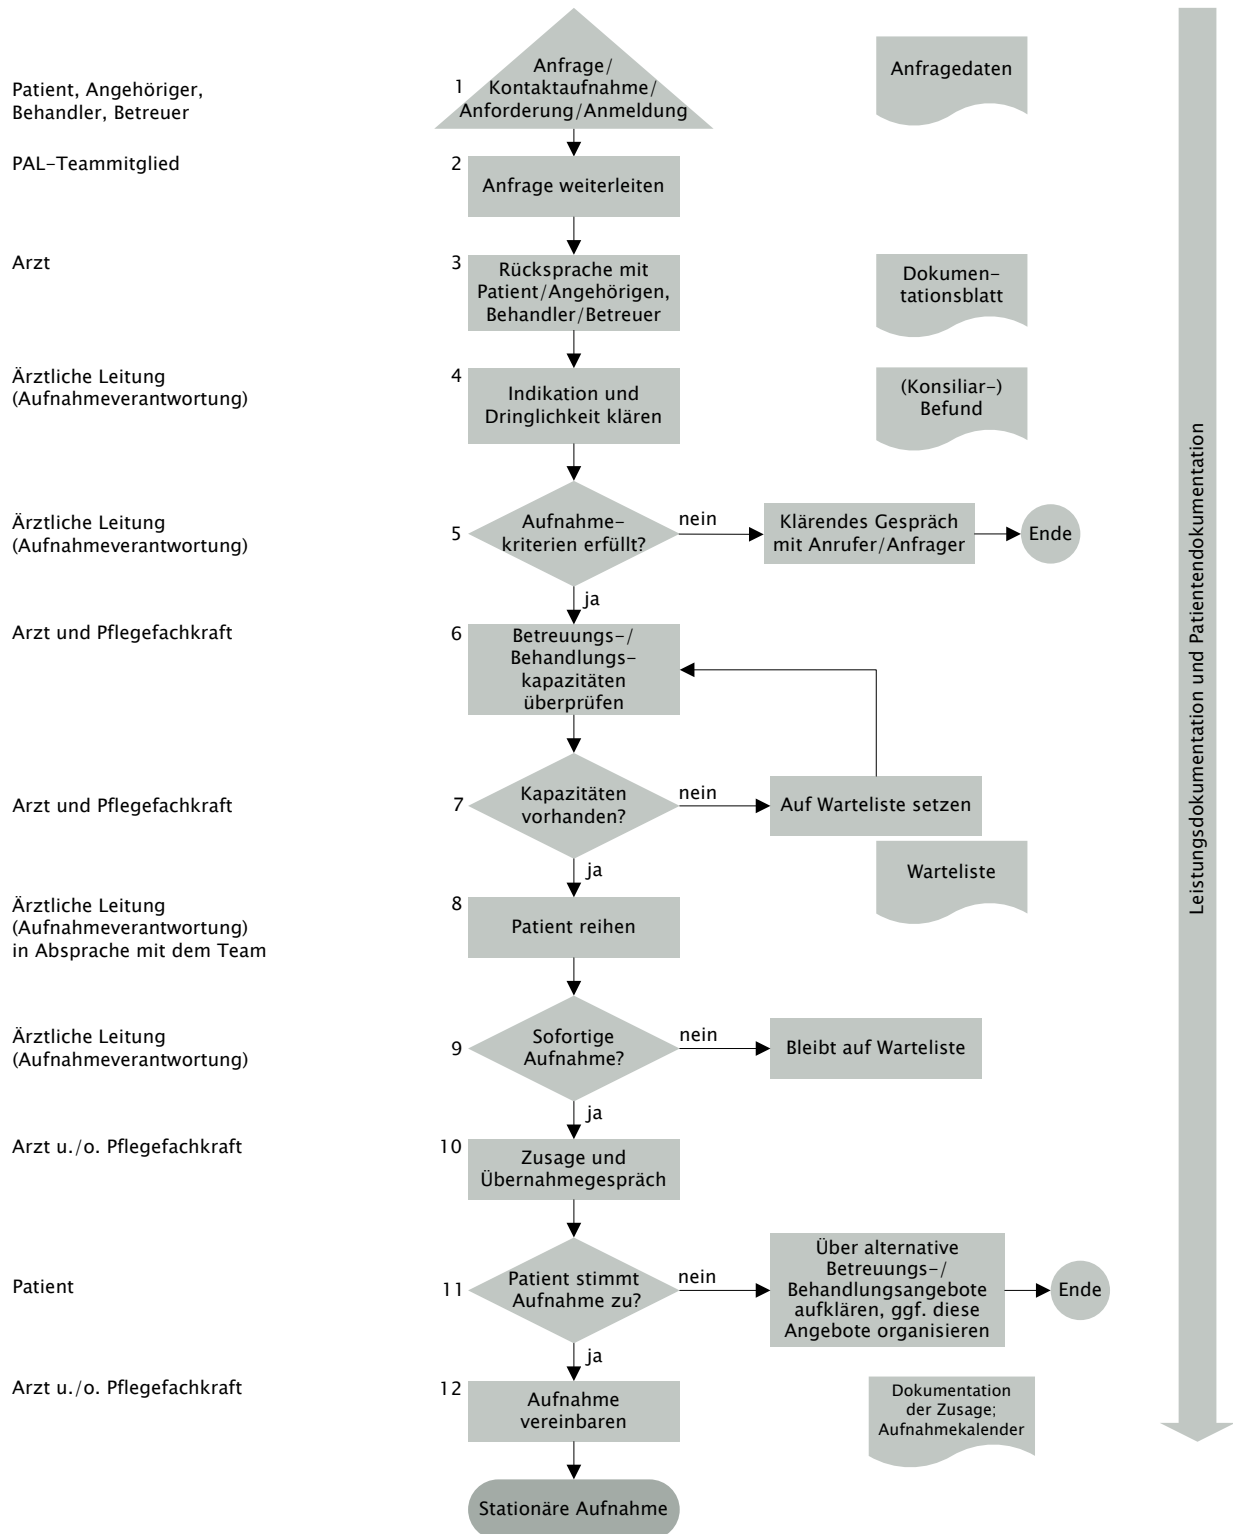 Patient, Angehöriger,
Behandler, Betreuer
1
Anfrage/
Kontaktaufnahme/
Anforderung/Anmeldung
Anfragedaten
PAL-Teammitglied
2
Anfrage weiterleiten
Arzt
3
Rücksprache mit
Patient/Angehörigen,
Behandler/Betreuer
Dokumen-
tationsblatt
Ärztliche Leitung
(Aufnahmeverantwortung)
4
Indikation und
Dringlichkeit klären
(Konsiliar-)
Befund
Ärztliche Leitung
(Aufnahmeverantwortung)
5
Aufnahme-
kriterien erfüllt?
nein
Klärendes Gespräch
mit Anrufer/Anfrager
Ende
ja
Arzt und Pflegefachkraft
6
Betreuungs-/
Behandlungs-
kapazitäten
überprüfen
Arzt und Pflegefachkraft
7
Kapazitäten
vorhanden?
nein
Auf Warteliste setzen
Warteliste
ja
Ärztliche Leitung
(Aufnahmeverantwortung)
in Absprache mit dem Team
8
Patient reihen
Ärztliche Leitung
(Aufnahmeverantwortung)
9
Sofortige
Aufnahme?
nein
Bleibt auf Warteliste
ja
Arzt u./o. Pflegefachkraft
10
Zusage und
Übernahmegespräch
Patient
11
Patient stimmt
Aufnahme zu?
nein
Über alternative
Betreuungs-/
Behandlungsangebote
aufklären, ggf. diese
Angebote organisieren
Ende
ja
Arzt u./o. Pflegefachkraft
12
Aufnahme
vereinbaren
Dokumentation
der Zusage;
Aufnahmekalender
Stationäre Aufnahme
Leistungsdokumentation und Patientendokumentation